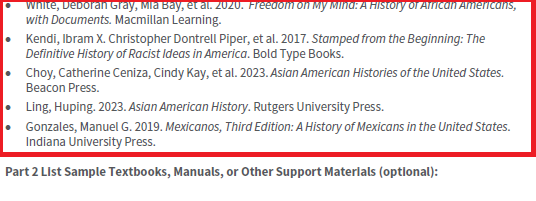 • White, Deborah Gray, Mia Bay, et al. 2020. Freedom on My Mind: A History of African Americans,
with Documents. Macmillan Learning.
• Kendi, Ibram X. Christopher Dontrell Piper, et al. 2017. Stamped from the Beginning: The
Definitive History of Racist Ideas in America. Bold Type Books.
• Choy, Catherine Ceniza, Cindy Kay, et al. 2023. Asian American Histories of the United States.
Beacon Press.
• Ling, Huping. 2023. Asian American History. Rutgers University Press.
• Gonzales, Manuel G. 2019. Mexicanos, Third Edition: A History of Mexicans in the United States.
Indiana University Press.
Part 2 List Sample Textbooks, Manuals, or Other Support Materials (optional):